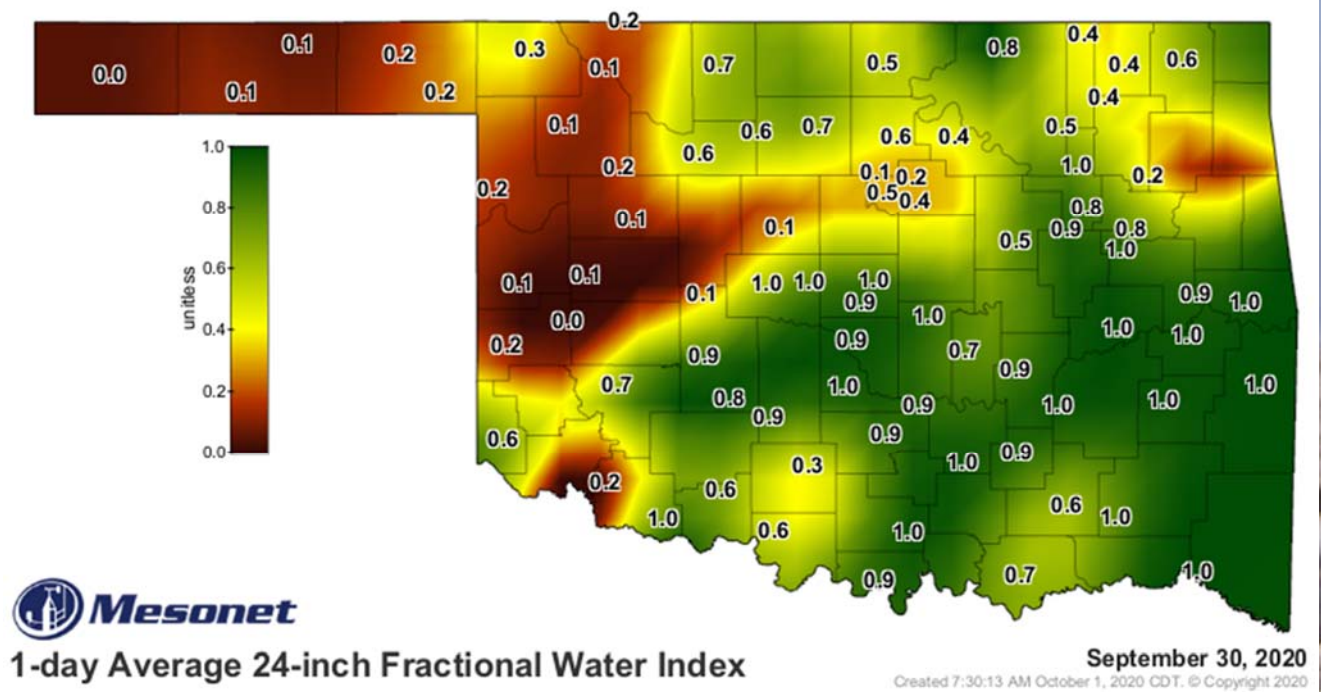 0.2
0.1 0.2 0.3 0.7 0.5 0.8 0.4 0.4 0.6
0.0 0.1 0.2 0.1 0.4
0.1 0.6 0.7 0.6 0.4 0.5
0.2 0.6 1.0
0.2 0.1 0.2 0.2
0.5 0.4 0.8
0.1 0.1 0.5 0.9 0.8
1.0
0.1 0.1 0.1 1.0 1.0 1.0 0.9 1.0
0.9
0.0 1.0 1.0 1.0
0.2 0.9 0.9 0.7 0.9
0.7 0.8 1.0 0.9 1.0 1.0 1.0
0.6 0.9 0.9
0.2 0.6 0.3 1.0 0.9
1.0 0.6 1.0 0.6 1.0
0.9 0.7 1.0
1.0
0.8
0.6
0.4
0.2
0.0
unitless
Mesonet
1-day Average 24-inch Fractional Water Index
September 30, 2020
Created 7:30:13 AM October 1, 2020 CDT. © Copyright 2020